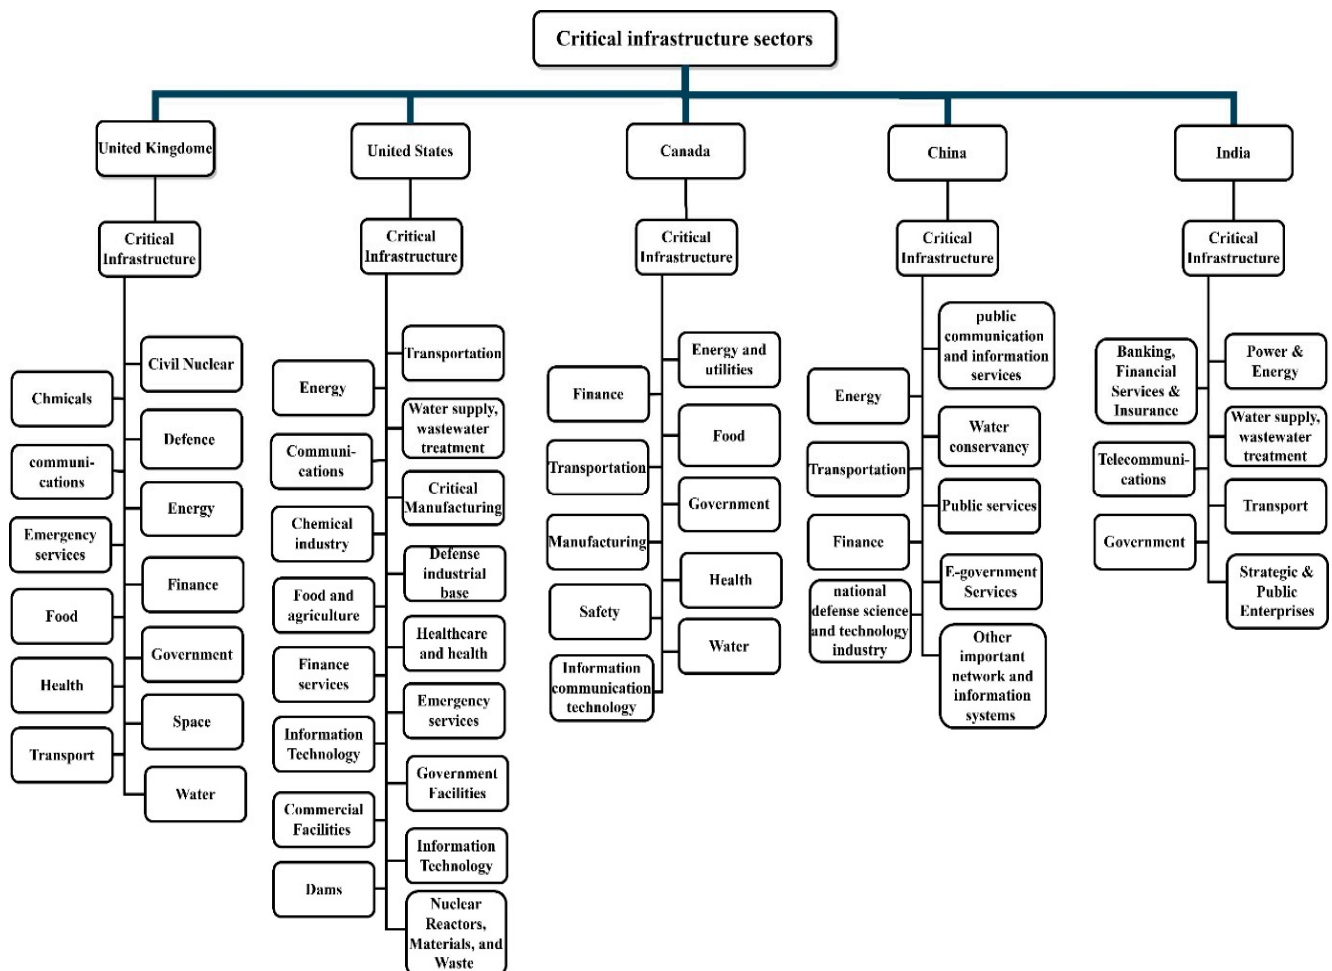 Critical infrastructure sectors
United Kingdome
United States
Canada
China
India
Critical
Infrastructure
Critical
Infrastructure
Critical
Infrastructure
Critical
Infrastructure
Critical
Infrastructure
Civil Nuclear
Chmicals
Defence
communi-
cations
Energy
Emergency
services
Finance
Food
Government
Health
Space
Transport
Water
Transportation
Energy
Water supply,
wastewater
treatment
Communi-
cations
Critical
Manufacturing
Chemical
industry
Defense
industrial
base
Food and
agriculture
Healthcare
and health
Finance
services
Emergency
services
Information
Technology
Government
Facilities
Commercial
Facilities
Information
Technology
Dams
Nuclear
Reactors,
Materials, and
Waste
Energy and
utilities
Finance
Food
Transportation
Government
Manufacturing
Health
Safety
Water
Information
communication
technology
public
communication
and information
services
Energy
Water
conservancy
Transportation
Public services
Finance
E-government
Services
national
defense science
and technology
industry
Other
important
network and
information
systems
Banking,
Financial
Services &
Insurance
Power &
Energy
Water supply,
wastewater
treatment
Telecommuni-
cations
Transport
Government
Strategic &
Public
Enterprises